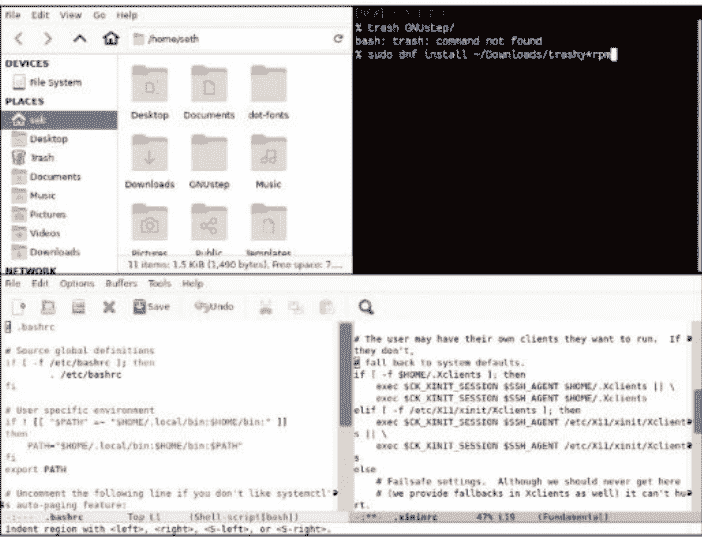 File Edit View Go Help
/home/seth
DEVICES
File System
PLACES
seth
Desktop
Trash
Documents
Music
Pictures
Videos
Downloads
NETWORK
Desktop Documents dot-fonts
Downloads GNUstep Music
Pictures Public Templates
11 items: 1.5 KiB (1,490 bytes), Free space: 7....
% trash GNUstep/
bash: trash: command not found
% sudo dnf install ~/Downloads/trashy*rpm
File Edit Options Buffers Tools Help
Save Undo
# .bashrc
# Source global definitions
if [ -f /etc/bashrc ]; then
. /etc/bashrc
fi
# User specific environment
if ! [[ "$PATH" =~ "$HOME/.local/bin:$HOME/bin:" ]]
then
PATH="$HOME/.local/bin:$HOME/bin:$PATH"
fi
export PATH
# Uncomment the following line if you don't like systemctl'
s auto-paging feature:
-:--- .bashrc Top L1 (Shell-script[bash])
# The user may have their own clients they want to run. If
they don't,
# fall back to system defaults.
if [ -f $HOME/.Xclients ]; then
exec $CK_XINIT_SESSION $SSH_AGENT $HOME/.Xclients || \
exec $CK_XINIT_SESSION $SSH_AGENT $HOME/.Xclients
elif [ -f /etc/X11/xinit/Xclients ]; then
exec $CK_XINIT_SESSION $SSH_AGENT /etc/X11/xinit/Xclient
s || \
exec $CK_XINIT_SESSION $SSH_AGENT /etc/X11/xinit/Xclient
s
else
# Failsafe settings. Although we should never get here
# (we provide fallbacks in Xclients as well) it can't hu
rt.
-:**- .xinitrc 47% L19 (Fundamental)
Indent region with <left>, <right>, <S-left>, or <S-right>.